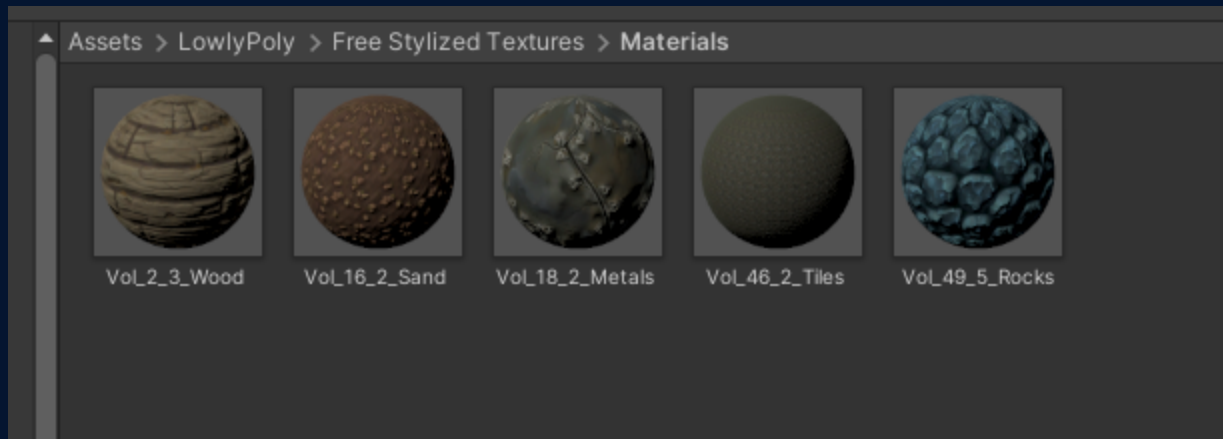 Assets > LowlyPoly > Free Stylized Textures > Materials
Vol_2_3_Wood Vol_16_2_Sand Vol_18_2_Metals Vol_46_2_Tiles Vol_49_5_Rocks